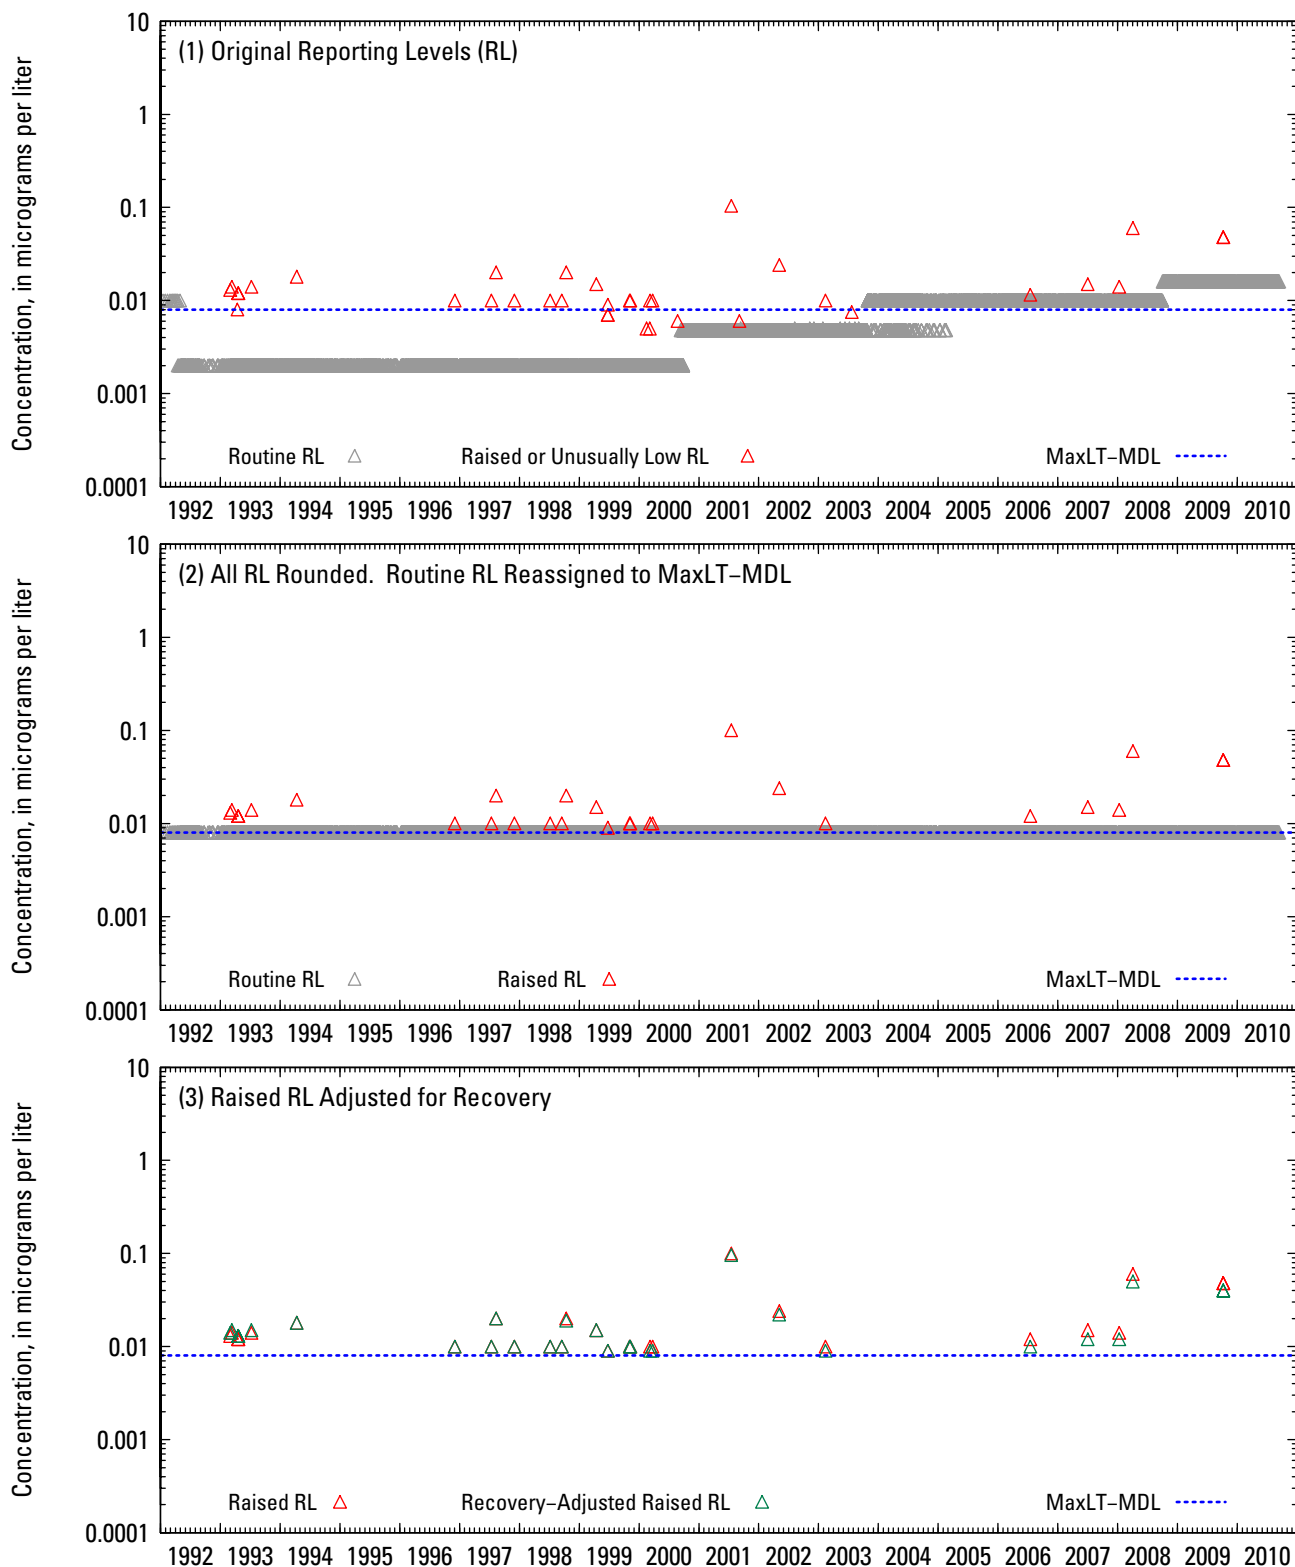 10
(1) Original Reporting Levels (RL)
1
0.1
0.01
0.001
0.0001
Concentration, in micrograms per liter
Routine RL
Raised or Unusually Low RL
MaxLT–MDL
1992 1993 1994 1995 1996 1997 1998 1999 2000 2001 2002 2003 2004 2005 2006 2007 2008 2009 2010
10
(2) All RL Rounded. Routine RL Reassigned to MaxLT–MDL
1
0.1
0.01
0.001
0.0001
Concentration, in micrograms per liter
Routine RL
Raised RL
MaxLT–MDL
1992 1993 1994 1995 1996 1997 1998 1999 2000 2001 2002 2003 2004 2005 2006 2007 2008 2009 2010
10
(3) Raised RL Adjusted for Recovery
1
0.1
0.01
0.001
0.0001
Concentration, in micrograms per liter
Raised RL
Recovery–Adjusted Raised RL
MaxLT–MDL
1992 1993 1994 1995 1996 1997 1998 1999 2000 2001 2002 2003 2004 2005 2006 2007 2008 2009 2010